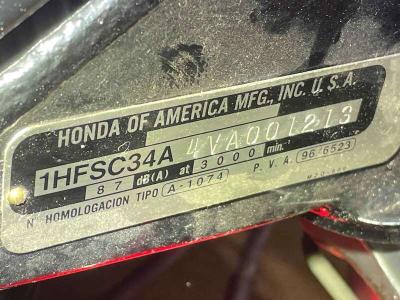 HONDA OF AMERICA MFG., INC. U.S.A.
1HFSC34A 4VA001213
87 dB(A) at 3000 min. P.V.A. 96/6523
N HOMOLOGACION TIPO A-1074